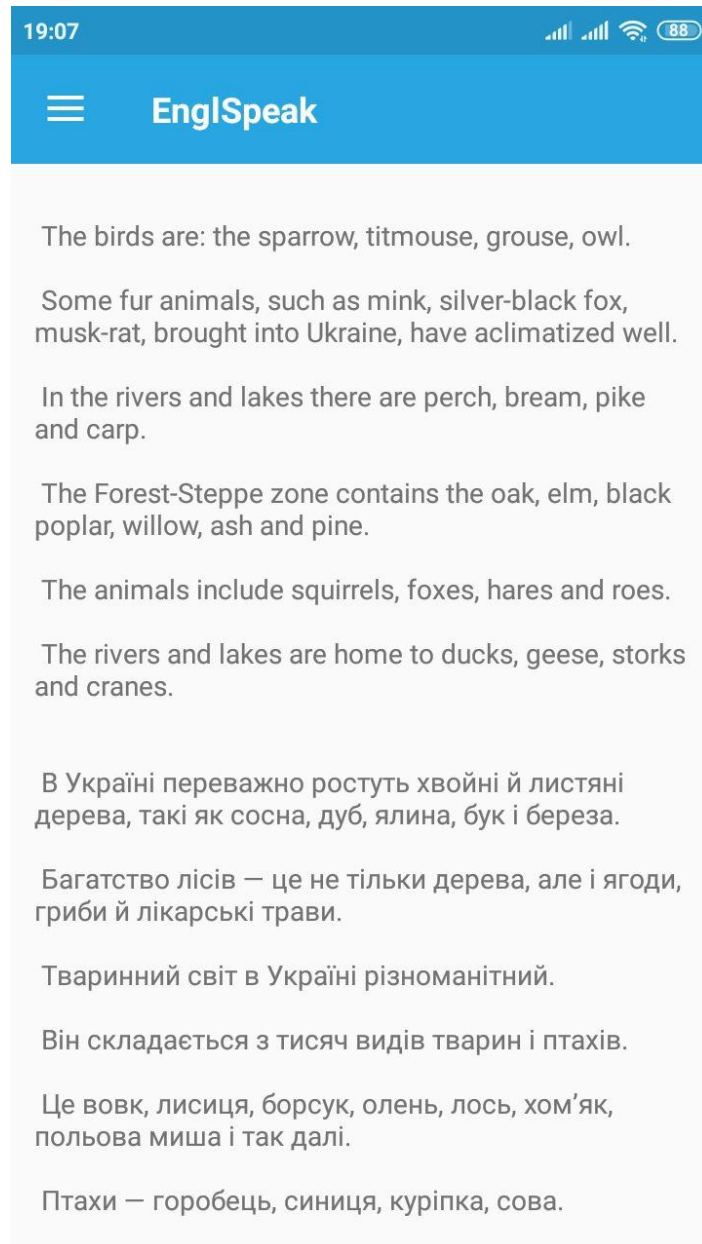 19:07
88
EnglSpeak
The birds are: the sparrow, titmouse, grouse, owl.
Some fur animals, such as mink, silver-black fox,
musk-rat, brought into Ukraine, have aclimatized well.
In the rivers and lakes there are perch, bream, pike
and carp.
The Forest-Steppe zone contains the oak, elm, black
poplar, willow, ash and pine.
The animals include squirrels, foxes, hares and roes.
The rivers and lakes are home to ducks, geese, storks
and cranes.
В Україні переважно ростуть хвойні й листяні
дерева, такі як сосна, дуб, ялина, бук і береза.
Багатство лісів — це не тільки дерева, але і ягоди,
гриби й лікарські трави.
Тваринний світ в Україні різноманітний.
Він складається з тисяч видів тварин і птахів.
Це вовк, лисиця, борсук, олень, лось, хом’як,
польова миша і так далі.
Птахи — горобець, синиця, куріпка, сова.